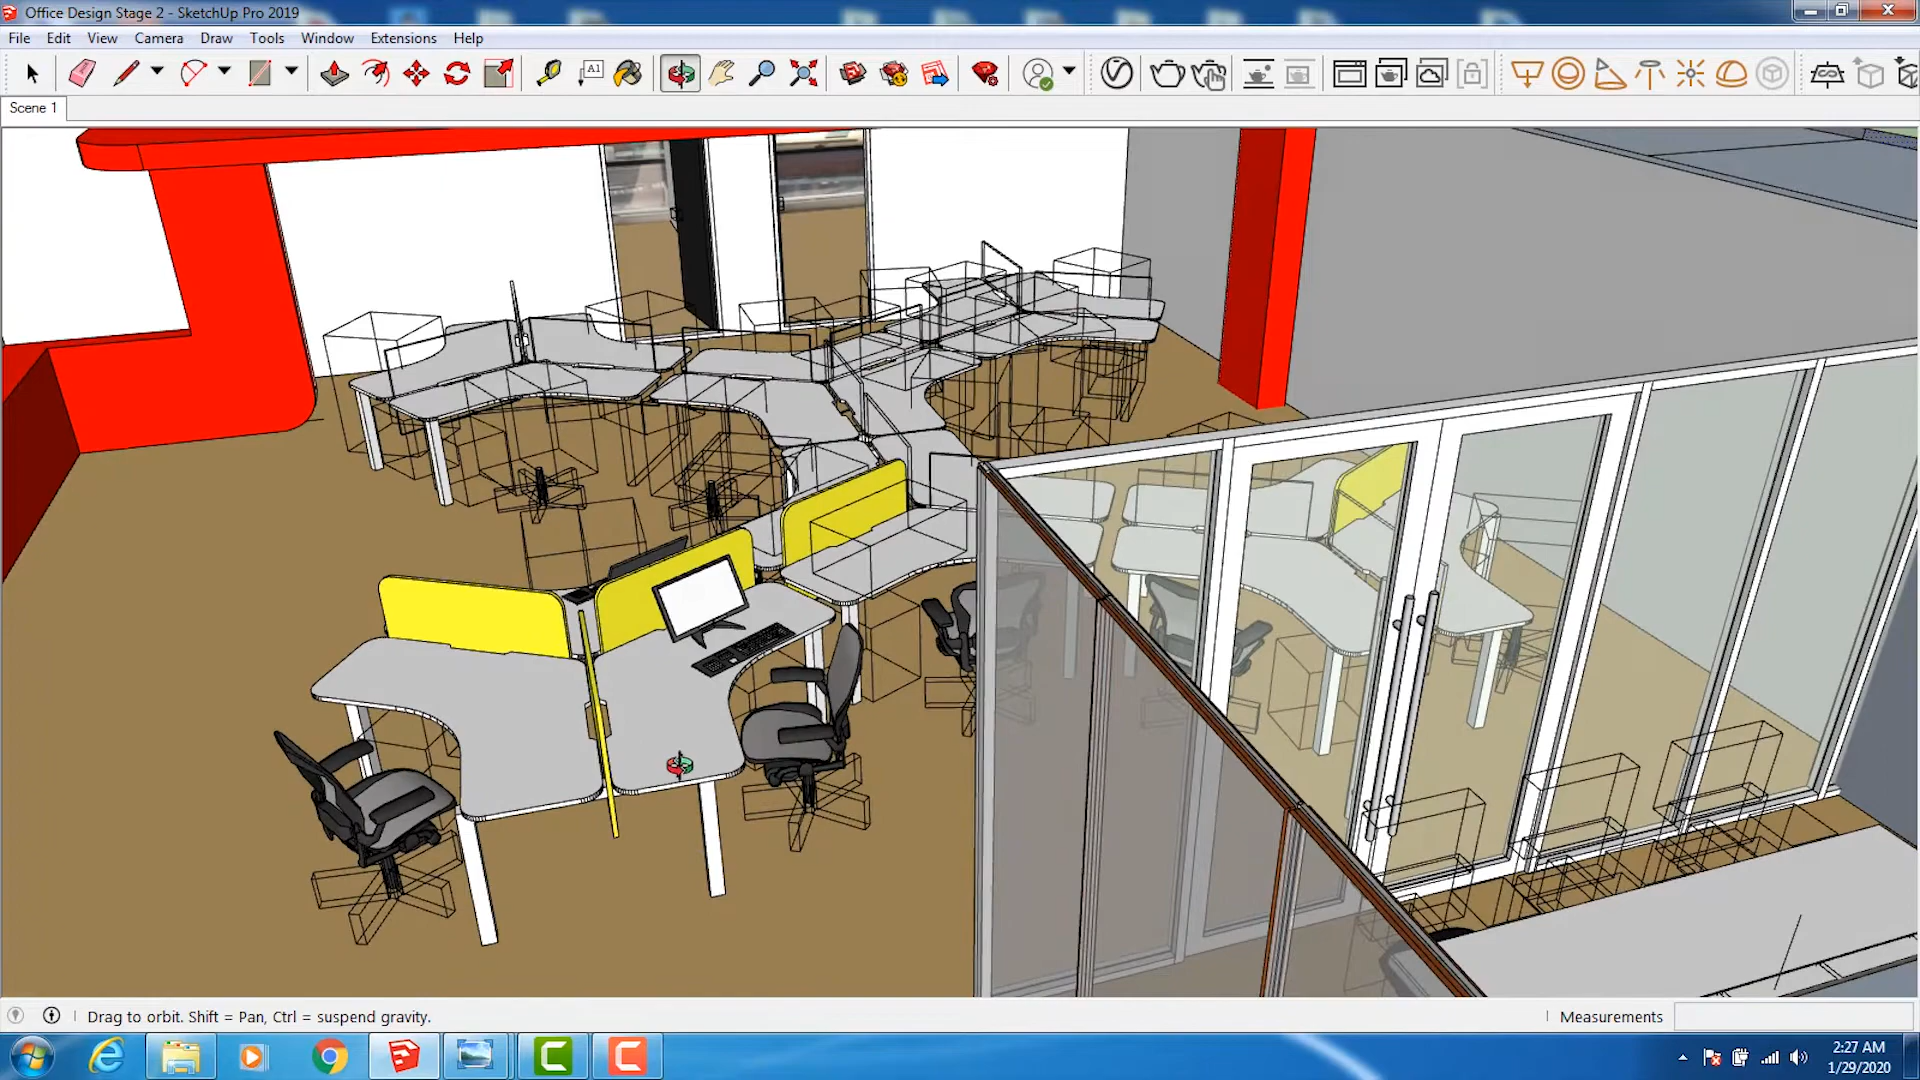 Office Design Stage 2 - SketchUp Pro 2019
File Edit View Camera Draw Tools Window Extensions Help
A1
Scene 1
Drag to orbit. Shift = Pan, Ctrl = suspend gravity.
Measurements
2:27 AM
1/29/2020